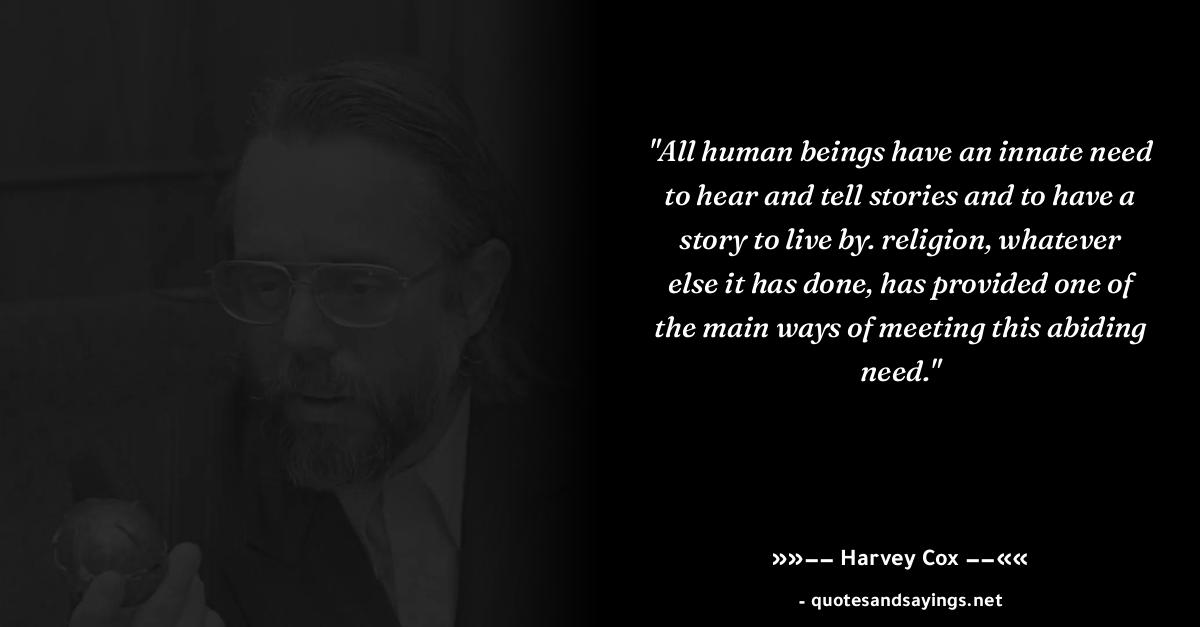 "All human beings have an innate need
to hear and tell stories and to have a
story to live by. religion, whatever
else it has done, has provided one of
the main ways of meeting this abiding
need."
»»−− Harvey Cox −−««
- quotesandsayings.net